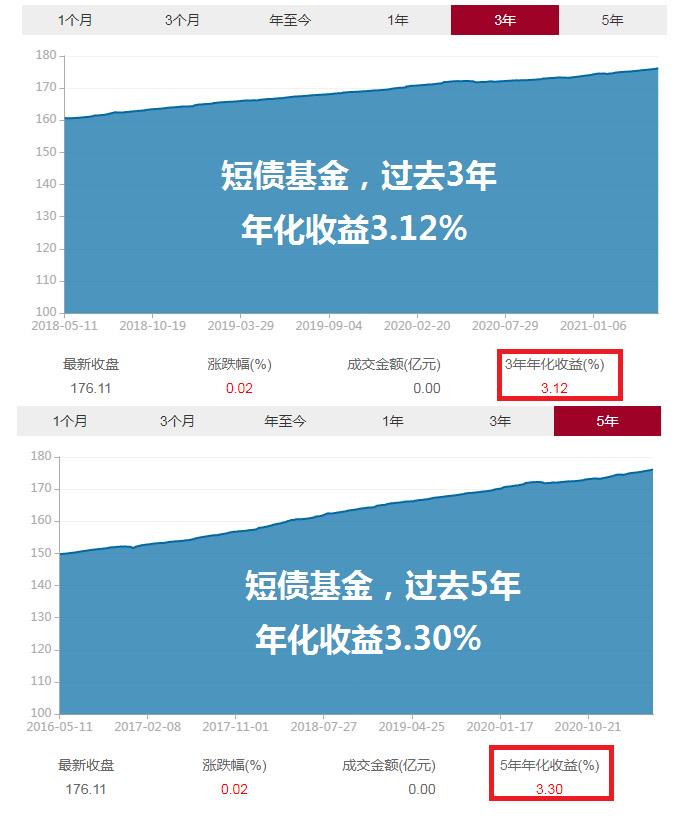 1个月 3个月 年至今 1年 3年 5年
180
170
160
150
140
130
120
110
100
短债基金，过去3年
年化收益3.12%
2018-05-11 2018-10-19 2019-03-29 2019-09-04 2020-02-20 2020-07-29 2021-01-06
最新收盘 涨跌幅(%) 成交金额(亿元) 3年年化收益(%)
176.11 0.02 0.00 3.12
1个月 3个月 年至今 1年 3年 5年
180
170
160
150
140
130
120
110
100
短债基金，过去5年
年化收益3.30%
2016-05-11 2017-02-08 2017-11-01 2018-07-27 2019-04-25 2020-01-17 2020-10-21
最新收盘 涨跌幅(%) 成交金额(亿元) 5年年化收益(%)
176.11 0.02 0.00 3.30